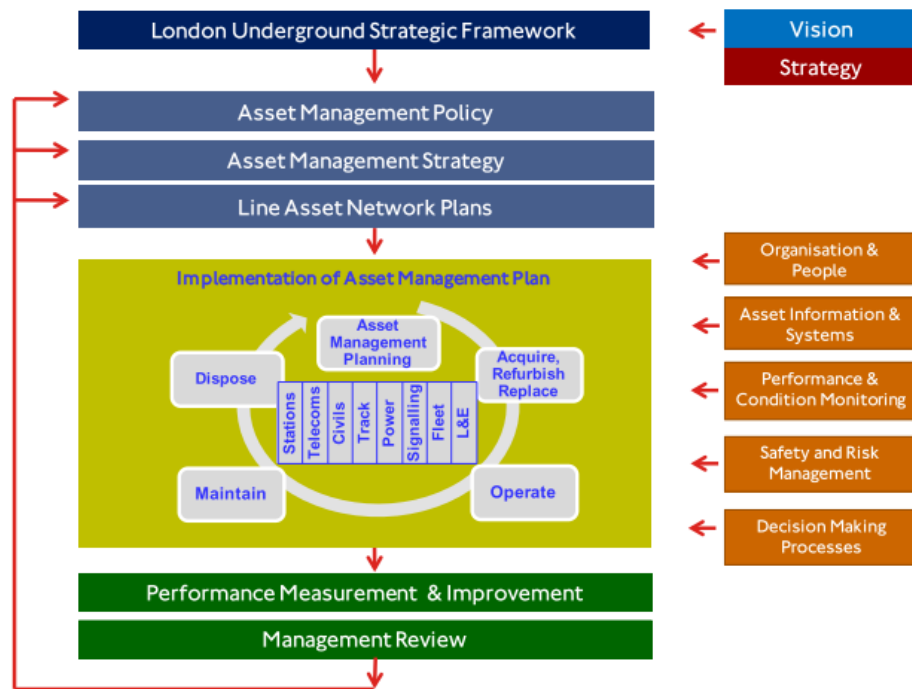 London Underground Strategic Framework
Vision
Strategy
Asset Management Policy
Asset Management Strategy
Line Asset Network Plans
Implementation of Asset Management Plan
Asset
Management
Planning
Acquire,
Refurbish
Replace
Operate
Maintain
Dispose
Stations
Telecoms
Civils
Track
Power
Signalling
Fleet
L&E
Organisation &
People
Asset Information &
Systems
Performance &
Condition Monitoring
Safety and Risk
Management
Decision Making
Processes
Performance Measurement & Improvement
Management Review